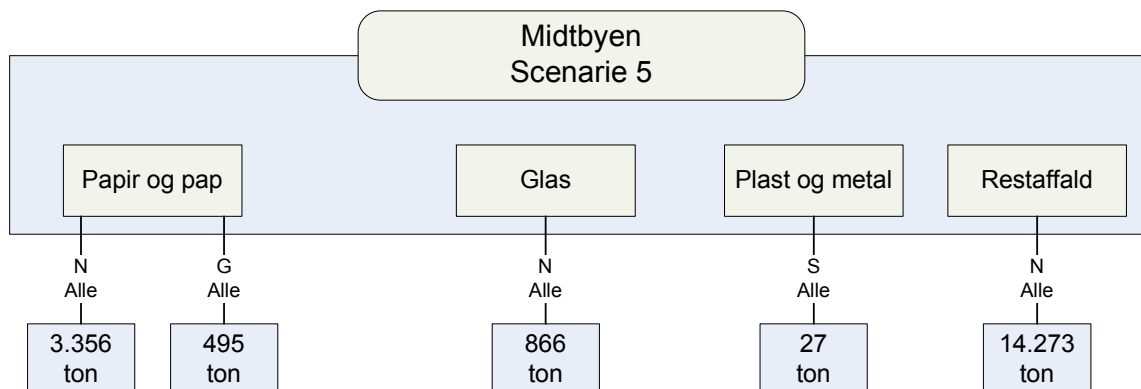 Midtbyen
Scenarie 5
Papir og pap
Glas
Plast og metal
Restaffald
N
Alle
G
Alle
N
Alle
S
Alle
N
Alle
3.356
ton
495
ton
866
ton
27
ton
14.273
ton